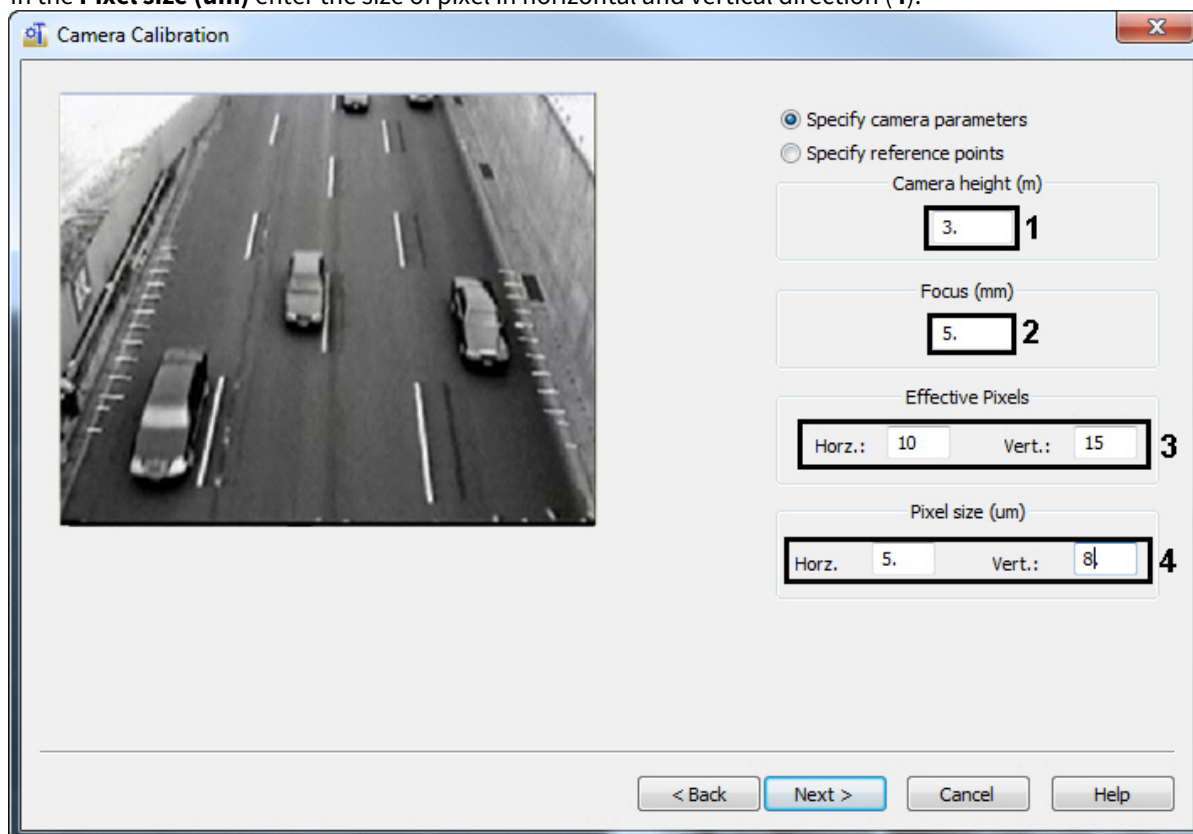 In the Pixel size (um) enter the size of pixel in horizontal and vertical direction (4).
Camera Calibration
Specify camera parameters
Specify reference points
Camera height (m)
3. 1
Focus (mm)
5. 2
Effective Pixels
Horz.: 10 Vert.: 15 3
Pixel size (um)
Horz. 5. Vert.: 8. 4
< Back Next > Cancel Help